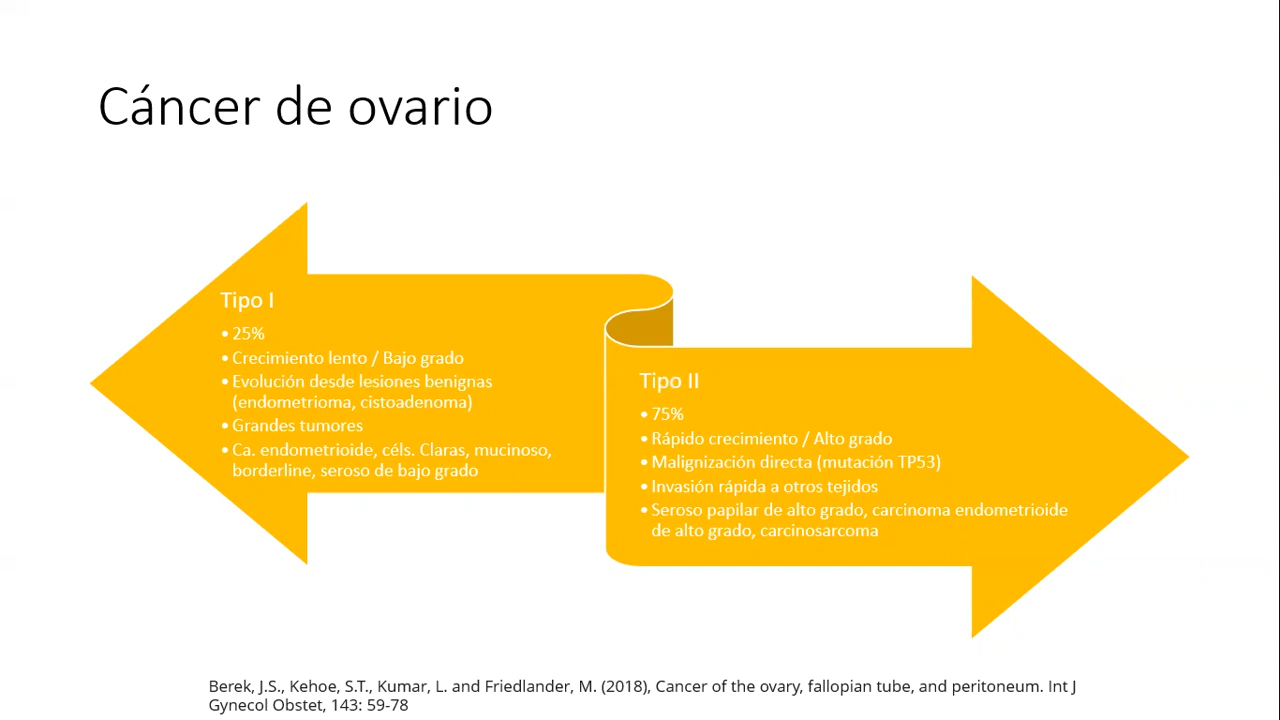 Cáncer de ovario
Tipo I
• 25%
• Crecimiento lento / Bajo grado
• Evolución desde lesiones benignas
(endometrioma, cistoadenoma)
• Grandes tumores
• Ca. endometrioide, céls. Claras, mucinoso,
borderline, seroso de bajo grado
Tipo II
• 75%
• Rápido crecimiento / Alto grado
• Malignización directa (mutación TP53)
• Invasión rápida a otros tejidos
• Seroso papilar de alto grado, carcinoma endometrioide
de alto grado, carcinosarcoma
Berek, J.S., Kehoe, S.T., Kumar, L. and Friedlander, M. (2018), Cancer of the ovary, fallopian tube, and peritoneum. Int J
Gynecol Obstet, 143: 59-78